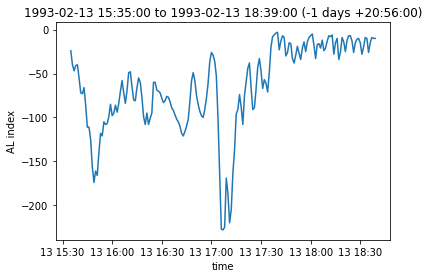 1993-02-13 15:35:00 to 1993-02-13 18:39:00 (-1 days +20:56:00)
0
−50
−100
−150
−200
AL index
13 15:30 13 16:00 13 16:30 13 17:00 13 17:30 13 18:00 13 18:30
time